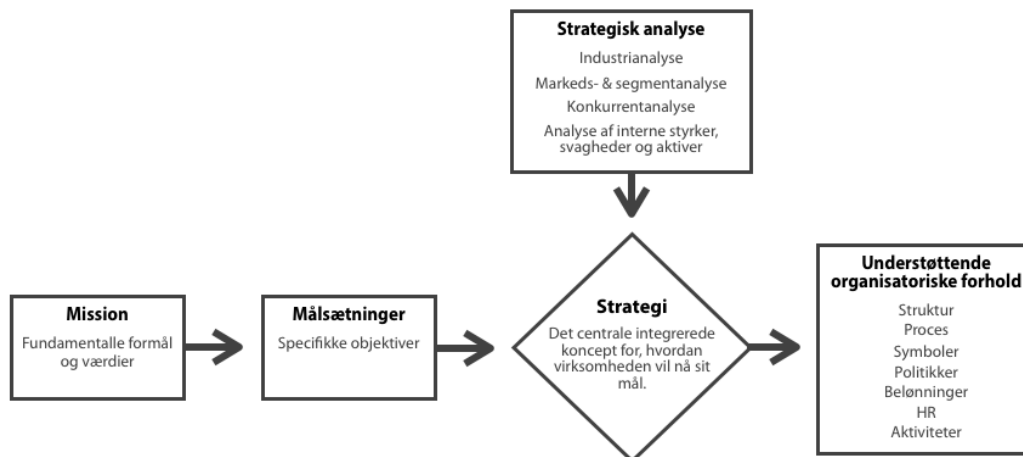 Strategisk analyse
Industrianalyse
Markeds- & segmentanalyse
Konkurrentanalyse
Analyse af interne styrker,
svagheder og aktiver
Mission
Fundamentalle formål
og værdier
Målsætninger
Specifikke objektiver
Strategi
Det centrale integrerede
koncept for, hvordan
virksomheden vil nå sit
mål.
Understøttende
organisatoriske forhold
Struktur
Proces
Symboler
Politikker
Belønninger
HR
Aktiviteter